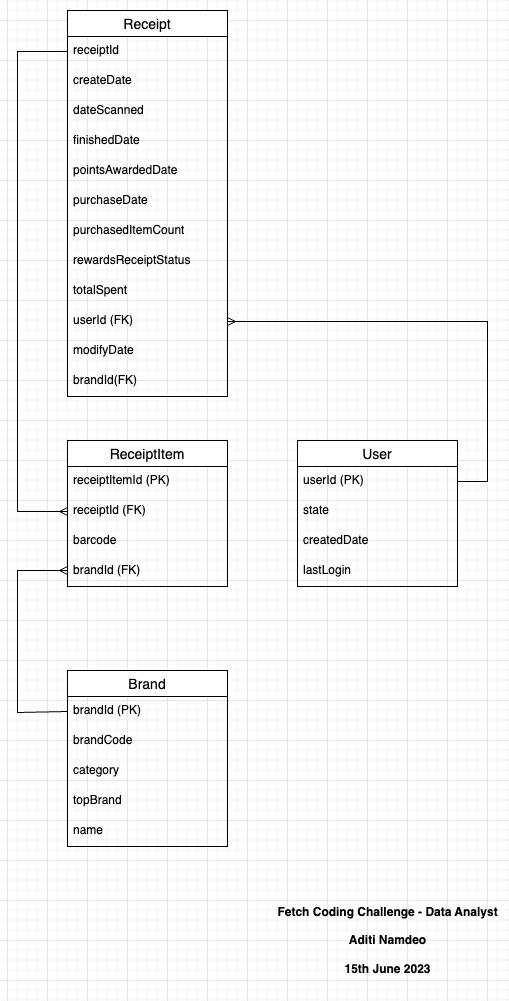 Receipt
receiptId
createDate
dateScanned
finishedDate
pointsAwardedDate
purchaseDate
purchasedItemCount
rewardsReceiptStatus
totalSpent
userId (FK)
modifyDate
brandId(FK)
ReceiptItem
receiptItemId (PK)
receiptId (FK)
barcode
brandId (FK)
User
userId (PK)
state
createdDate
lastLogin
Brand
brandId (PK)
brandCode
category
topBrand
name
Fetch Coding Challenge - Data Analyst
Aditi Namdeo
15th June 2023